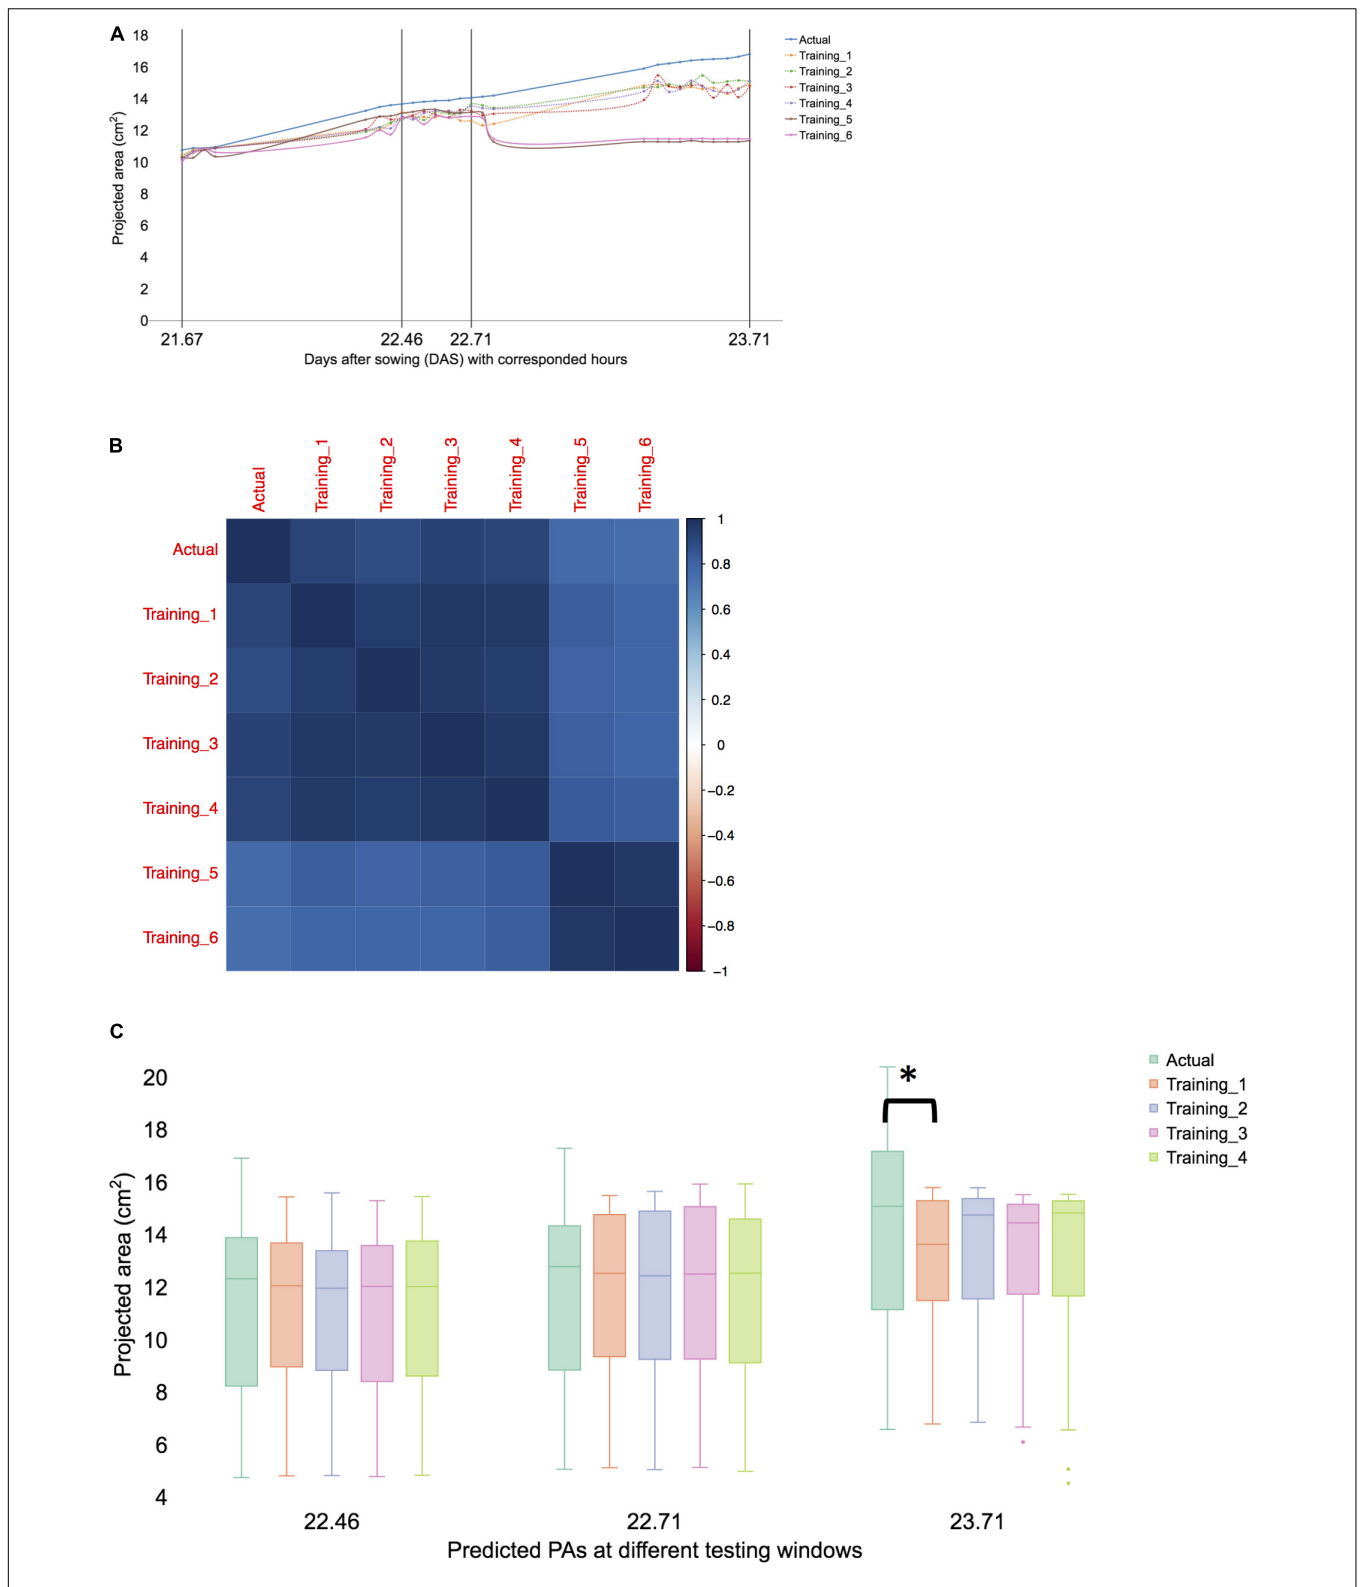 A
18
16
14
12
10
8
6
4
2
0
Projected area (cm²)
21.67 22.46 22.71 23.71
Days after sowing (DAS) with corresponded hours
Actual
Training_1
Training_2
Training_3
Training_4
Training_5
Training_6
B
Actual Training_1 Training_2 Training_3 Training_4 Training_5 Training_6
Actual
Training_1
Training_2
Training_3
Training_4
Training_5
Training_6
1
0.8
0.6
0.4
0.2
0
−0.2
−0.4
−0.6
−0.8
−1
C
20
18
16
14
12
10
8
6
4
Projected area (cm²)
*
22.46 22.71 23.71
Predicted PAs at different testing windows
Actual
Training_1
Training_2
Training_3
Training_4